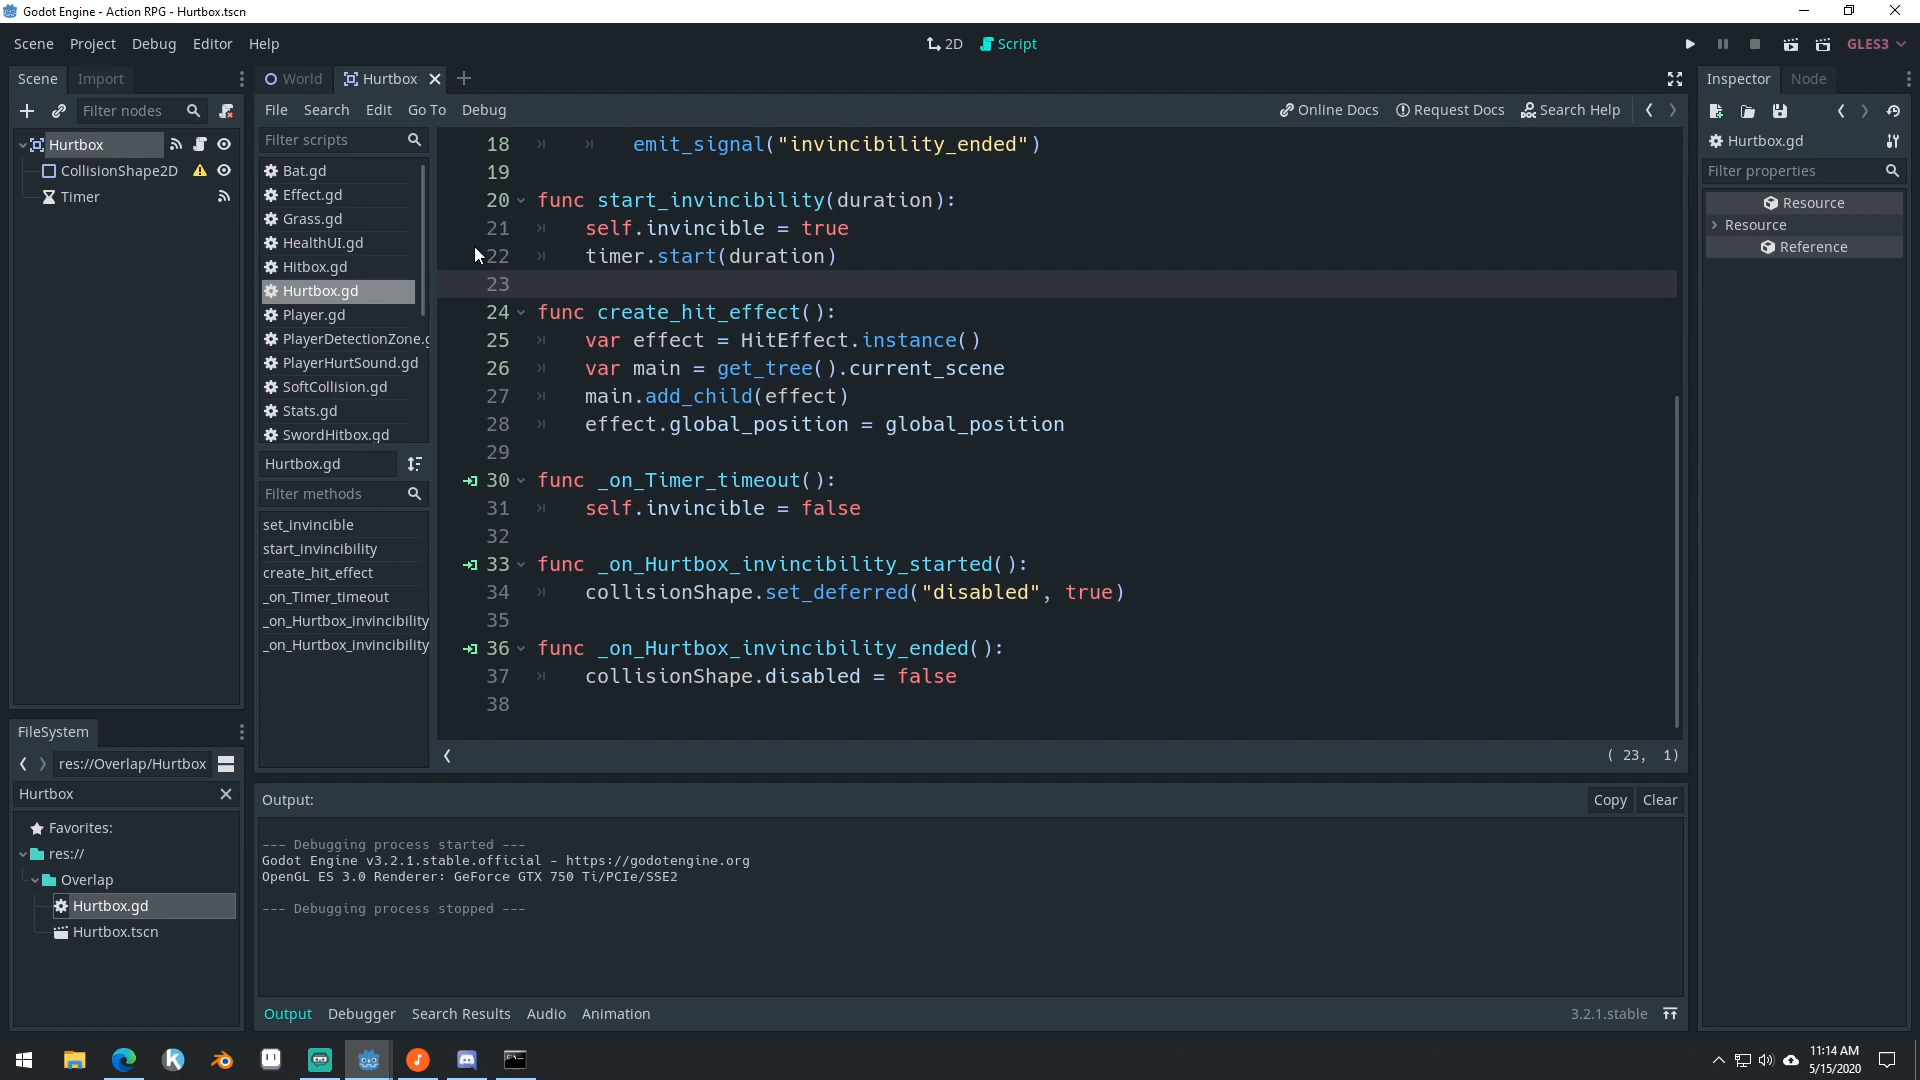 Godot Engine - Action RPG - Hurtbox.tscn
Scene Project Debug Editor Help
2D Script
GLES3
Scene Import
World Hurtbox
Inspector Node
Filter nodes
File Search Edit Go To Debug
Online Docs Request Docs Search Help
Hurtbox
CollisionShape2D
Timer
Filter scripts
Bat.gd
Effect.gd
Grass.gd
HealthUI.gd
Hitbox.gd
Hurtbox.gd
Player.gd
PlayerDetectionZone.g
PlayerHurtSound.gd
SoftCollision.gd
Stats.gd
SwordHitbox.gd
Hurtbox.gd
Filter methods
set_invincible
start_invincibility
create_hit_effect
_on_Timer_timeout
_on_Hurtbox_invincibility
_on_Hurtbox_invincibility
18 emit_signal("invincibility_ended")
19
20 func start_invincibility(duration):
21 self.invincible = true
22 timer.start(duration)
23
24 func create_hit_effect():
25 var effect = HitEffect.instance()
26 var main = get_tree().current_scene
27 main.add_child(effect)
28 effect.global_position = global_position
29
30 func _on_Timer_timeout():
31 self.invincible = false
32
33 func _on_Hurtbox_invincibility_started():
34 collisionShape.set_deferred("disabled", true)
35
36 func _on_Hurtbox_invincibility_ended():
37 collisionShape.disabled = false
38
( 23, 1)
Hurtbox.gd
Filter properties
Resource
Resource
Reference
FileSystem
res://Overlap/Hurtbox
Hurtbox
Favorites:
res://
Overlap
Hurtbox.gd
Hurtbox.tscn
Output:
Copy Clear
--- Debugging process started ---
Godot Engine v3.2.1.stable.official - https://godotengine.org
OpenGL ES 3.0 Renderer: GeForce GTX 750 Ti/PCIe/SSE2
--- Debugging process stopped ---
Output Debugger Search Results Audio Animation
3.2.1.stable
11:14 AM
5/15/2020